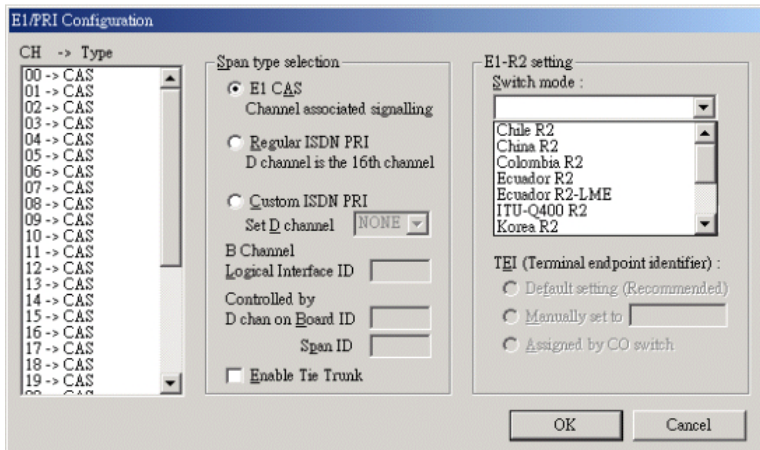 E1/PRI Configuration
CH -> Type
00 -> CAS
01 -> CAS
02 -> CAS
03 -> CAS
04 -> CAS
05 -> CAS
06 -> CAS
07 -> CAS
08 -> CAS
09 -> CAS
10 -> CAS
11 -> CAS
12 -> CAS
13 -> CAS
14 -> CAS
15 -> CAS
16 -> CAS
17 -> CAS
18 -> CAS
19 -> CAS
Span type selection
E1 CAS
Channel associated signalling
Regular ISDN PRI
D channel is the 16th channel
Custom ISDN PRI
Set D channel NONE
B Channel
Logical Interface ID
Controlled by
D chan on Board ID
Span ID
Enable Tie Trunk
E1-R2 setting
Switch mode :
Chile R2
China R2
Colombia R2
Ecuador R2
Ecuador R2-LME
ITU-Q400 R2
Korea R2
TEI (Terminal endpoint identifier) :
Default setting (Recommended)
Manually set to
Assigned by CO switch
OK
Cancel